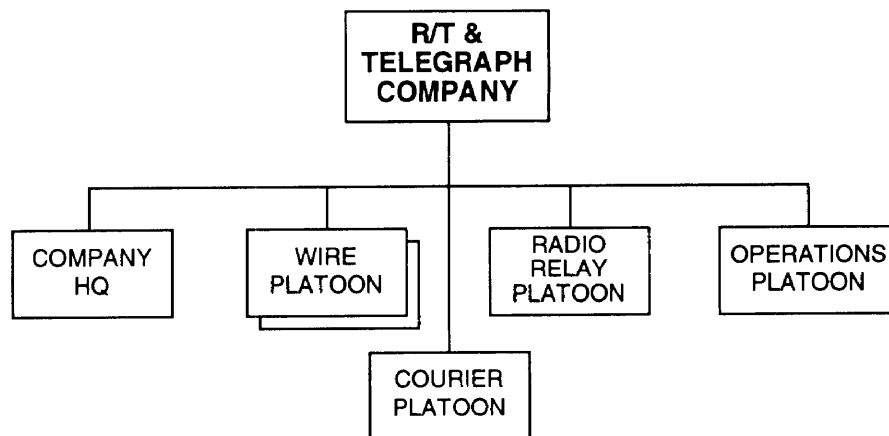 R/T &
TELEGRAPH
COMPANY
COMPANY
HQ
WIRE
PLATOON
RADIO
RELAY
PLATOON
OPERATIONS
PLATOON
COURIER
PLATOON